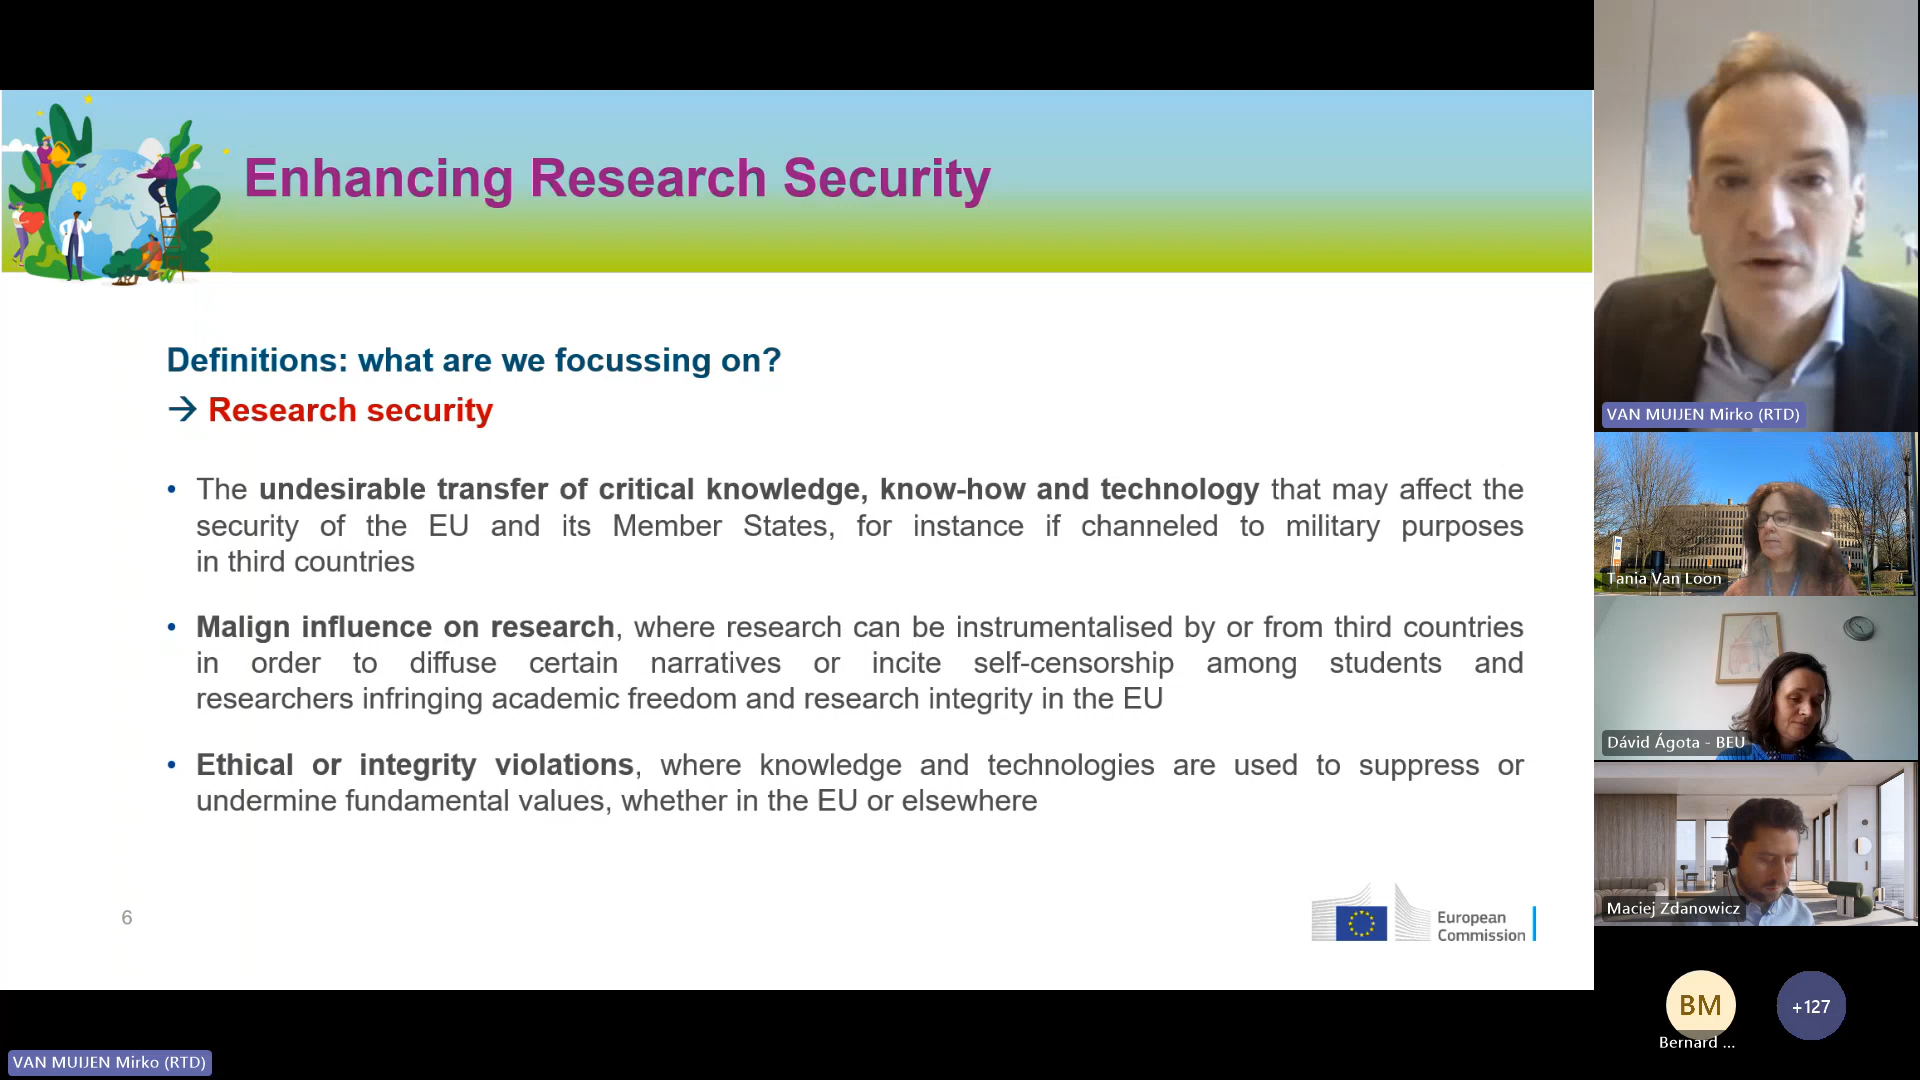 Enhancing Research Security
Definitions: what are we focussing on?
→ Research security
• The undesirable transfer of critical knowledge, know-how and technology that may affect the
security of the EU and its Member States, for instance if channeled to military purposes
in third countries
• Malign influence on research, where research can be instrumentalised by or from third countries
in order to diffuse certain narratives or incite self-censorship among students and
researchers infringing academic freedom and research integrity in the EU
• Ethical or integrity violations, where knowledge and technologies are used to suppress or
undermine fundamental values, whether in the EU or elsewhere
6
European
Commission
VAN MUIJEN Mirko (RTD)
Tania Van Loon
Dávid Ágota - BEU
Maciej Zdanowicz
BM
+127
Bernard ...
VAN MUIJEN Mirko (RTD)